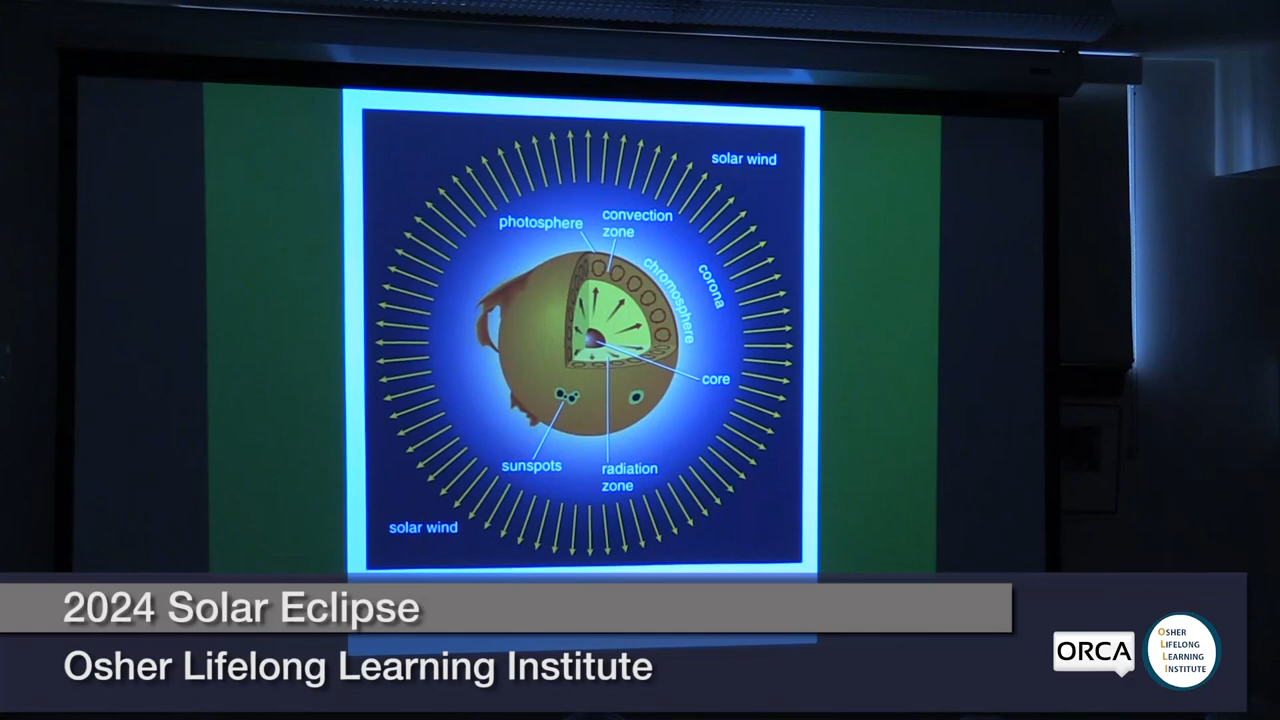 solar wind
photosphere
convection
zone
chromosphere
corona
core
sunspots
radiation
zone
solar wind
2024 Solar Eclipse
Osher Lifelong Learning Institute
ORCA
OSHER
LIFELONG
LEARNING
INSTITUTE